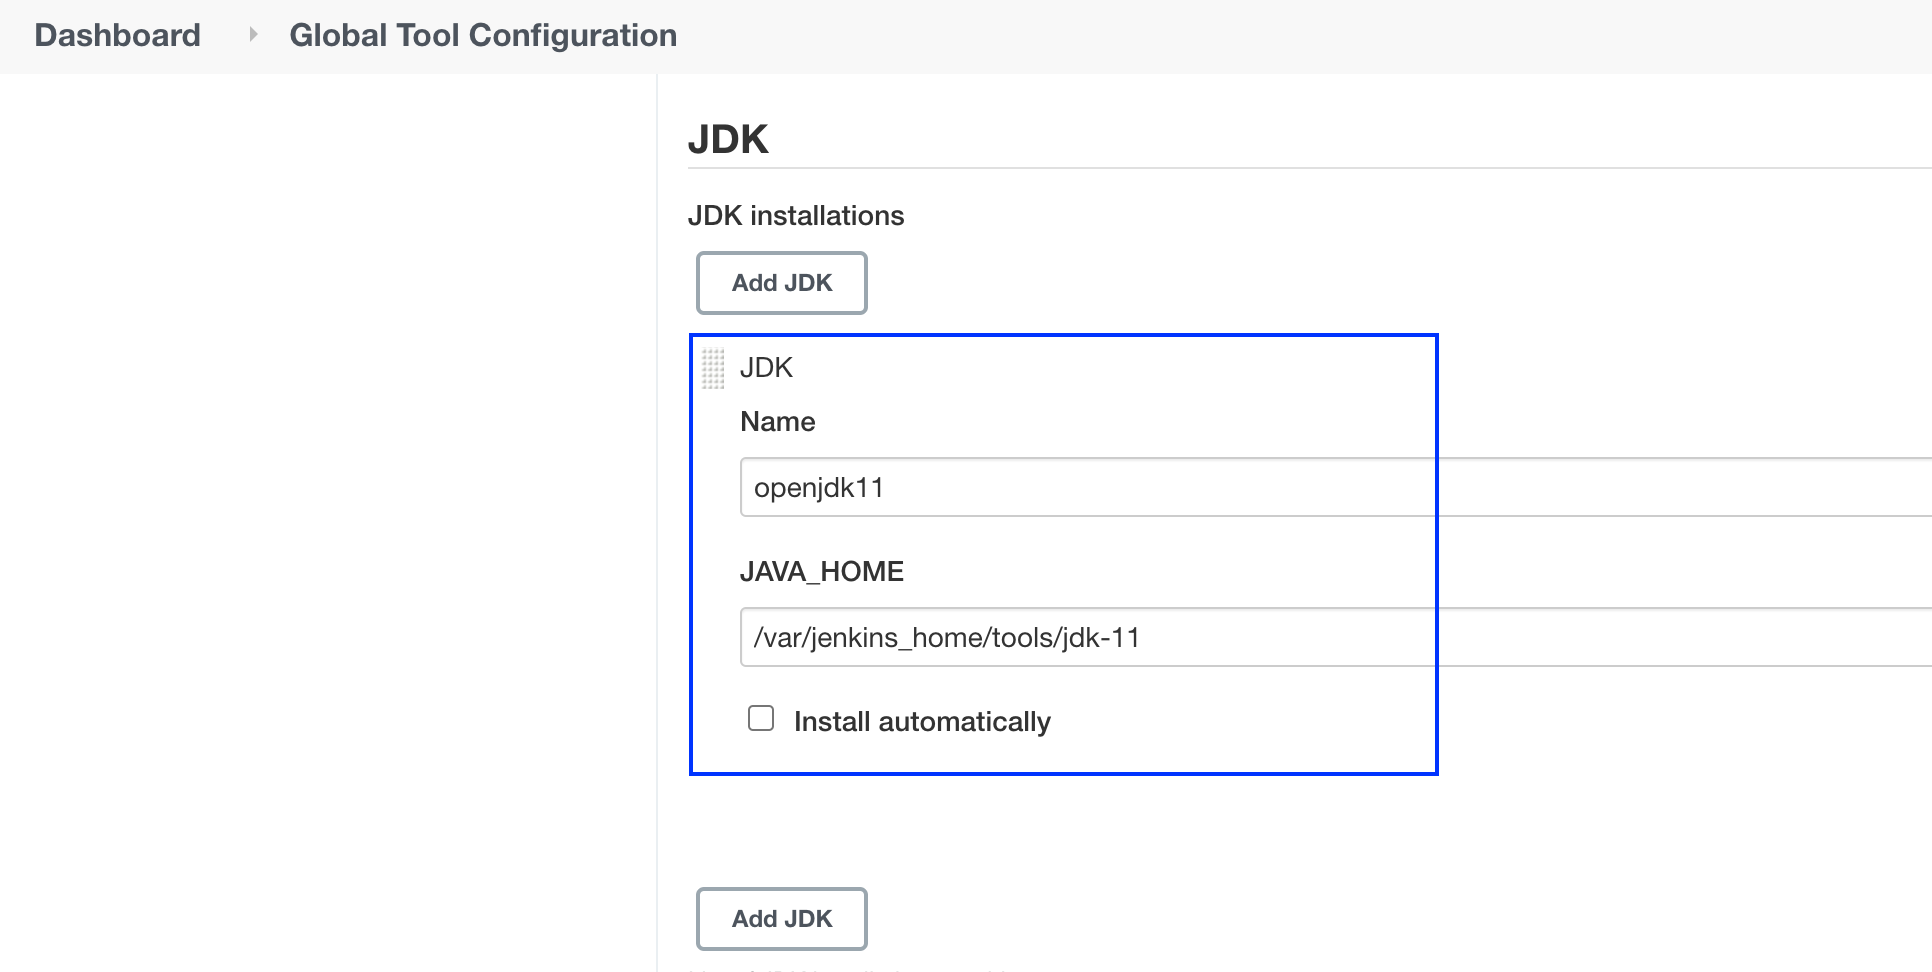 Dashboard Global Tool Configuration
JDK
JDK installations
Add JDK
JDK
Name
openjdk11
JAVA_HOME
/var/jenkins_home/tools/jdk-11
Install automatically
Add JDK